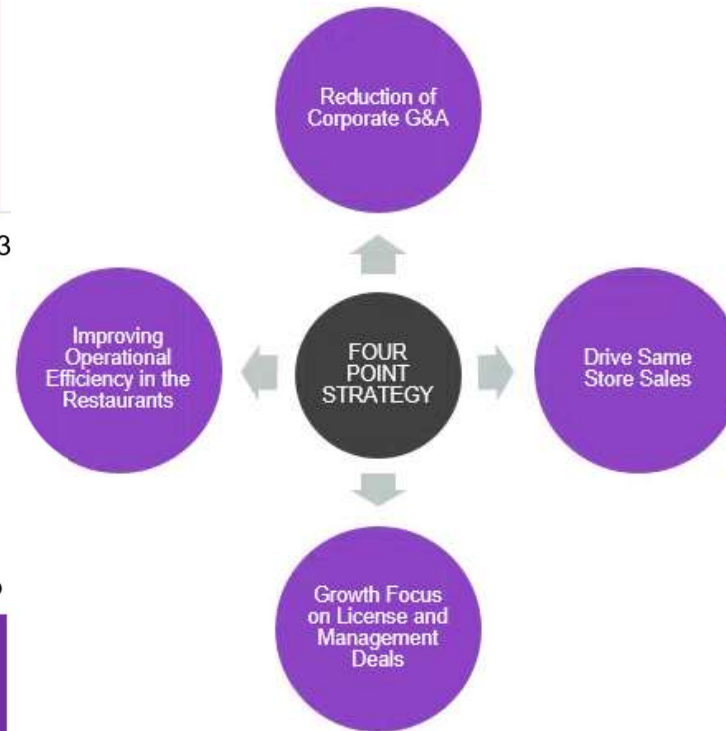 Reduction of
Corporate G&A
3
Improving
Operational
Efficiency in the
Restaurants
FOUR
POINT
STRATEGY
Drive Same
Store Sales
Growth Focus
on License and
Management
Deals